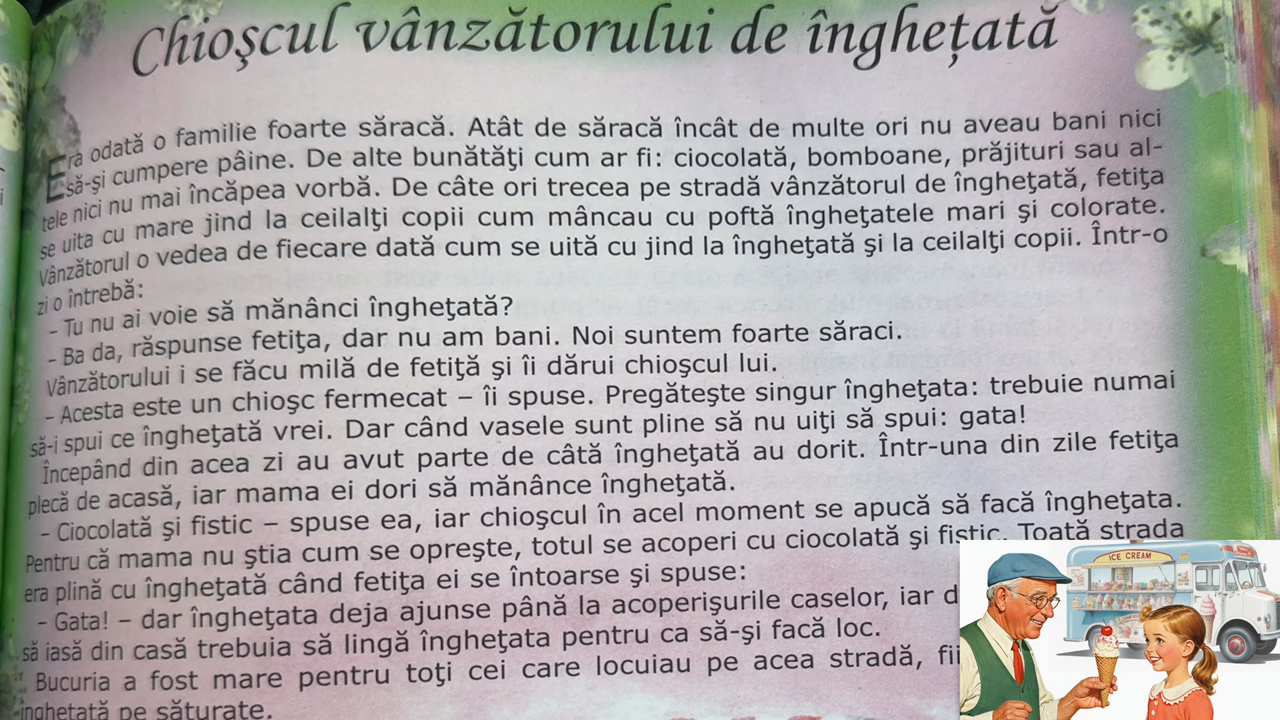 Chioşcul vânzătorului de îngheţată
Era odată o familie foarte săracă. Atât de săracă încât de multe ori nu aveau bani nici
să-şi cumpere pâine. De alte bunătăţi cum ar fi: ciocolată, bomboane, prăjituri sau al-
tele nici nu mai încăpea vorbă. De câte ori trecea pe stradă vânzătorul de îngheţată, fetiţa
se uita cu mare jind la ceilalţi copii cum mâncau cu poftă îngheţatele mari şi colorate.
Vânzătorul o vedea de fiecare dată cum se uită cu jind la îngheţată şi la ceilalţi copii. Într-o
zi o întrebă:
– Tu nu ai voie să mănânci îngheţată?
– Ba da, răspunse fetiţa, dar nu am bani. Noi suntem foarte săraci.
Vânzătorului i se făcu milă de fetiţă şi îi dărui chioşcul lui.
– Acesta este un chioşc fermecat – îi spuse. Pregăteşte singur îngheţata: trebuie numai
să-i spui ce îngheţată vrei. Dar când vasele sunt pline să nu uiţi să spui: gata!
Începând din acea zi au avut parte de câtă îngheţată au dorit. Într-una din zile fetiţa
plecă de acasă, iar mama ei dori să mănânce îngheţată.
– Ciocolată şi fistic – spuse ea, iar chioşcul în acel moment se apucă să facă îngheţata.
Pentru că mama nu ştia cum se opreşte, totul se acoperi cu ciocolată şi fistic. Toată strada
era plină cu îngheţată când fetiţa ei se întoarse şi spuse:
– Gata! – dar îngheţata deja ajunse până la acoperişurile caselor, iar
să iasă din casă trebuia să lingă îngheţata pentru ca să-şi facă loc.
Bucuria a fost mare pentru toţi cei care locuiau pe acea stradă,
îngheţată pe săturate.
ICE CREAM